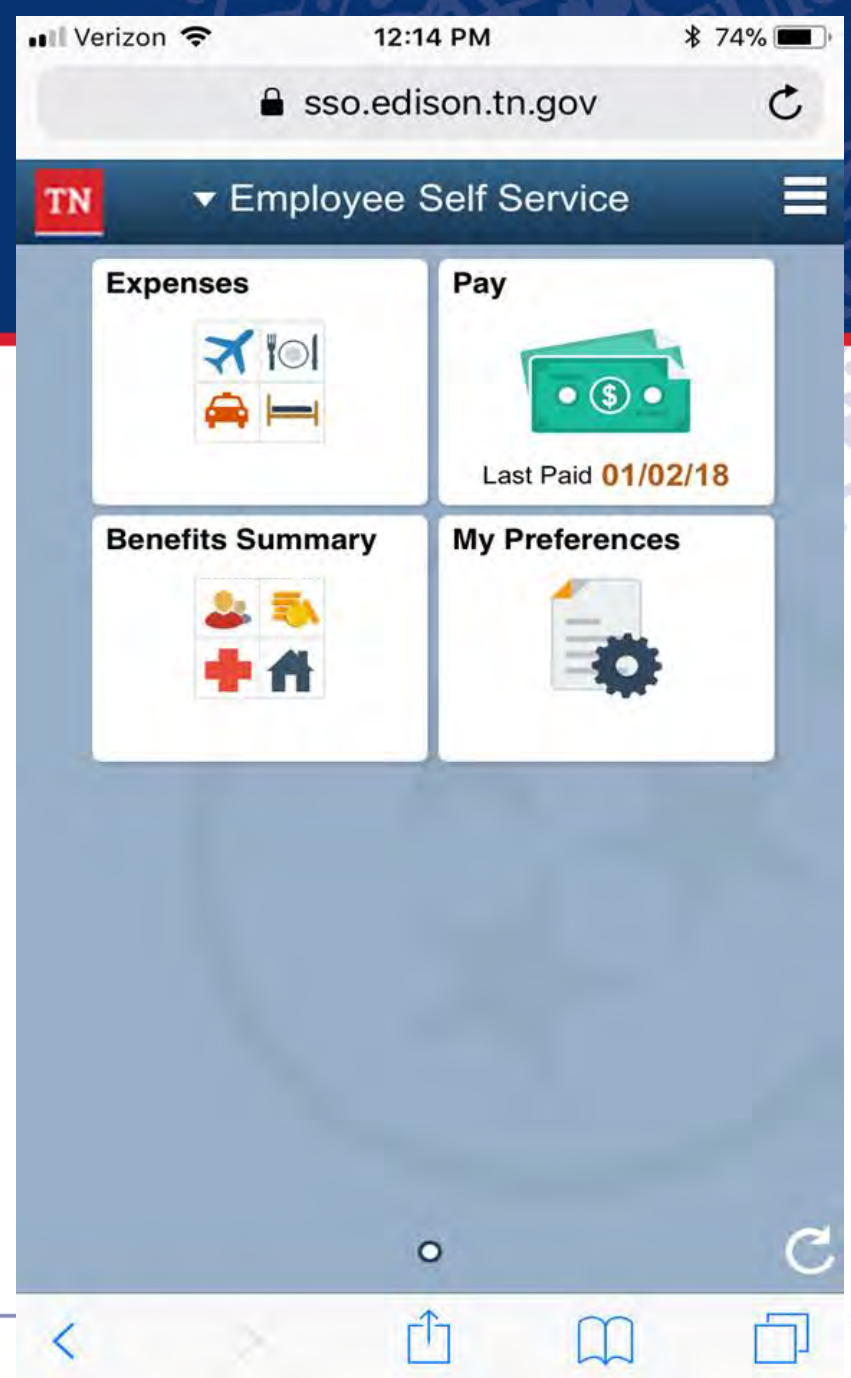 Verizon 12:14 PM 74%
sso.edison.tn.gov
TN Employee Self Service
Expenses Pay
$
Last Paid 01/02/18
Benefits Summary My Preferences